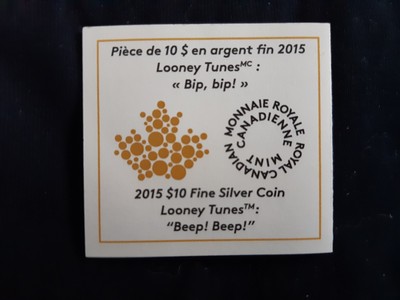 Pièce de 10 $ en argent fin 2015
Looney Tunesᴹᶜ :
« Bip, bip! »
MONNAIE ROYALE CANADIENNE
ROYAL CANADIAN MINT
2015 $10 Fine Silver Coin
Looney Tunes™:
“Beep! Beep!”